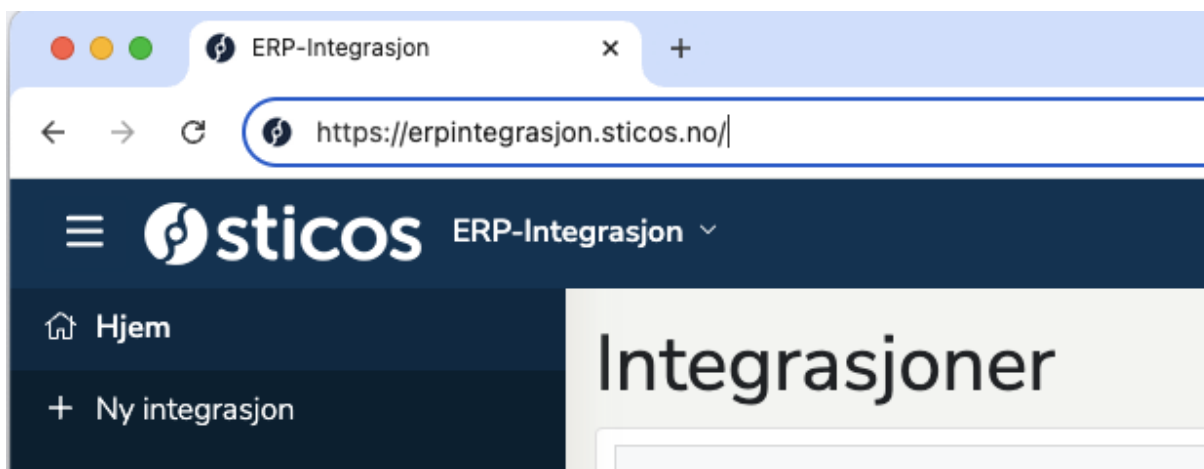 ERP-Integrasjon
https://erpintegrasjon.sticos.no/
sticos ERP-Integrasjon
Hjem
Integrasjoner
Ny integrasjon